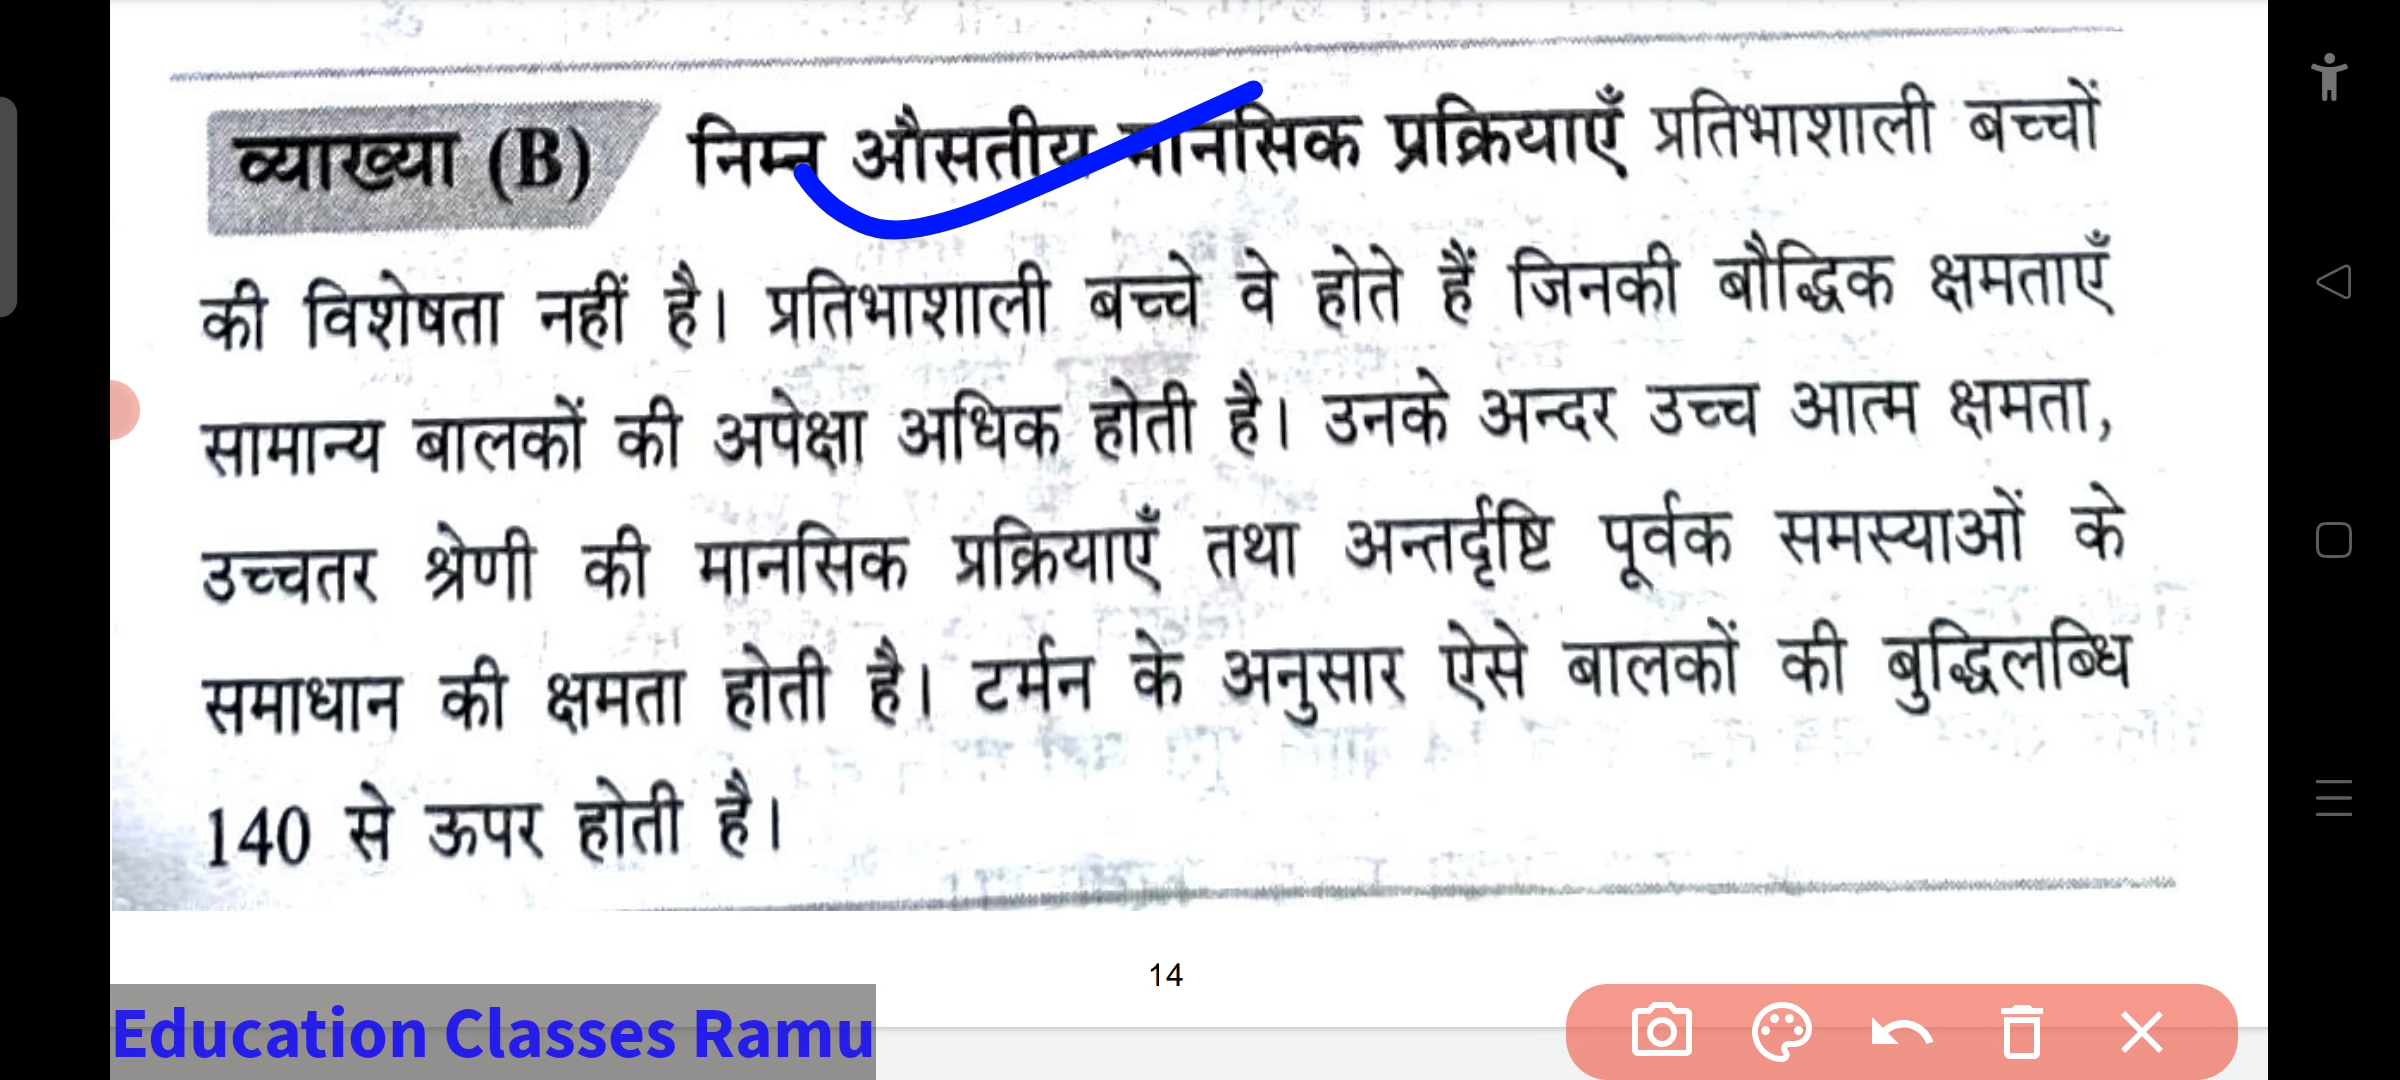 व्याख्या (B) निम्न औसतीय मानसिक प्रक्रियाएँ प्रतिभाशाली बच्चों
की विशेषता नहीं है। प्रतिभाशाली बच्चे वे होते हैं जिनकी बौद्धिक क्षमताएँ
सामान्य बालकों की अपेक्षा अधिक होती है। उनके अन्दर उच्च आत्म क्षमता,
उच्चतर श्रेणी की मानसिक प्रक्रियाएँ तथा अन्तर्दृष्टि पूर्वक समस्याओं के
समाधान की क्षमता होती है। टर्मन के अनुसार ऐसे बालकों की बुद्धिलब्धि
140 से ऊपर होती है।
14
Education Classes Ramu